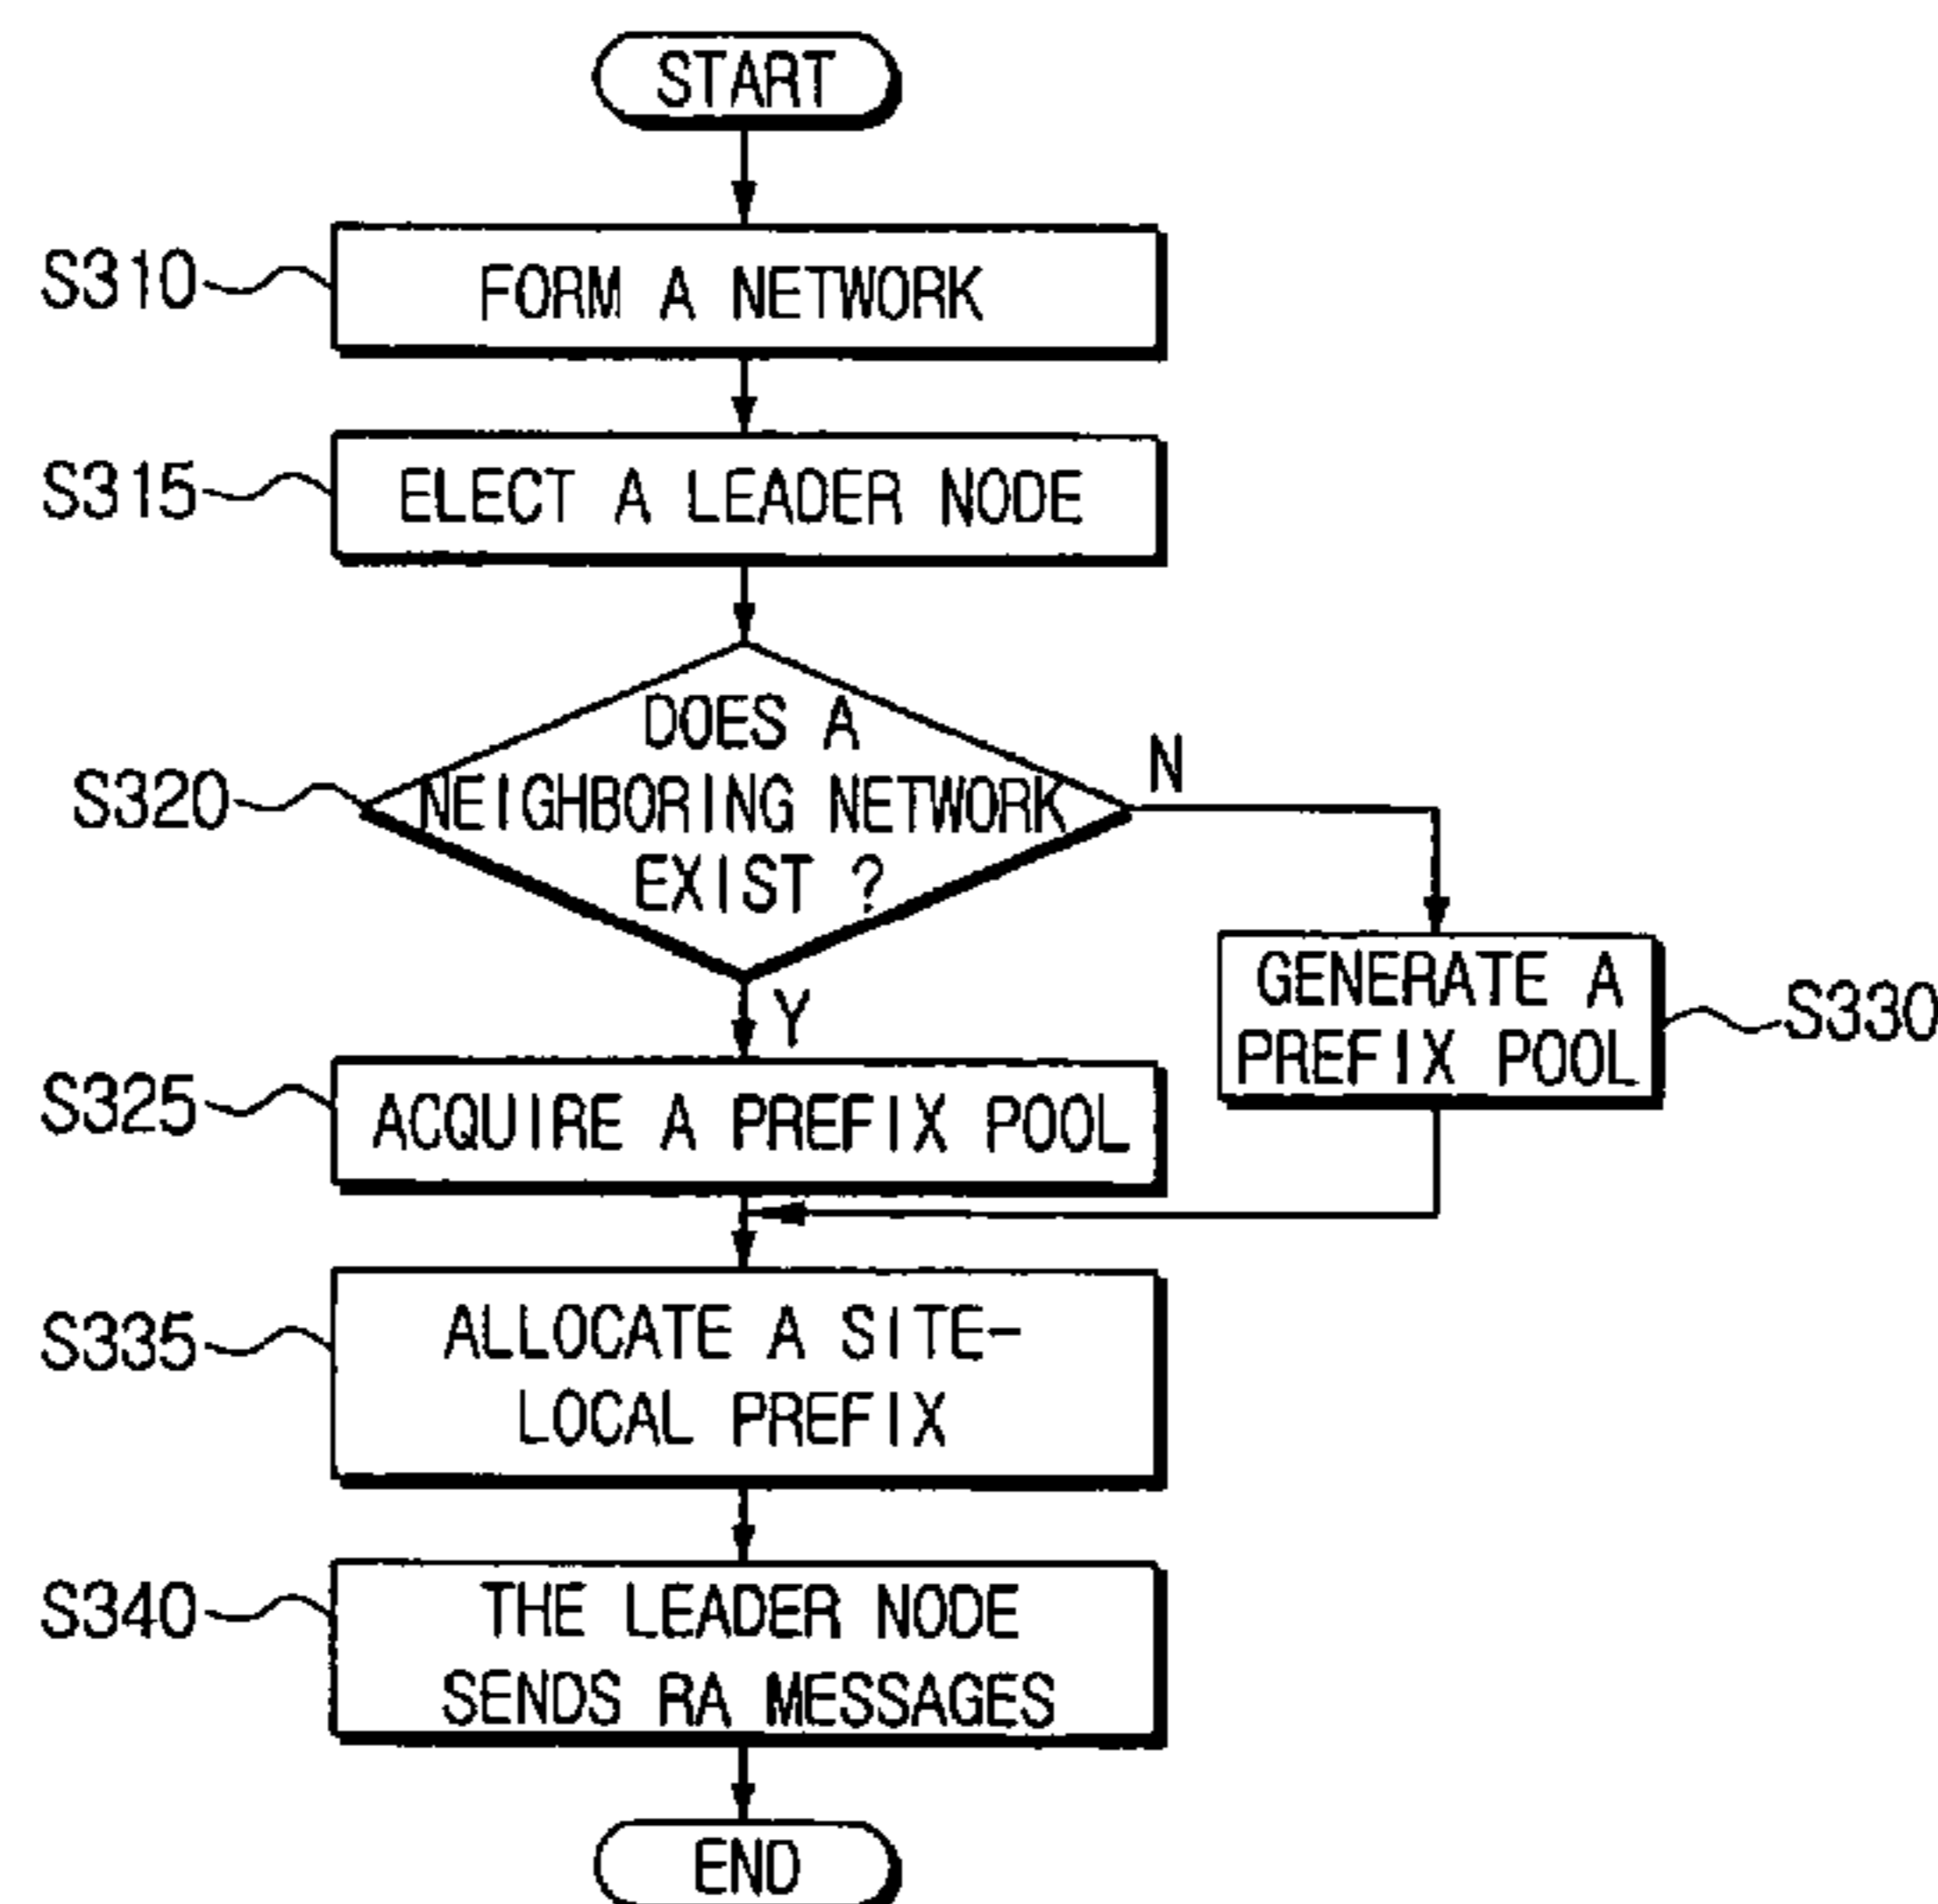 START
S310
FORM A NETWORK
S315
ELECT A LEADER NODE
S320
DOES A
NEIGHBORING NETWORK
EXIST ?
N
Y
GENERATE A
PREFIX POOL
S330
S325
ACQUIRE A PREFIX POOL
S335
ALLOCATE A SITE-
LOCAL PREFIX
S340
THE LEADER NODE
SENDS RA MESSAGES
END